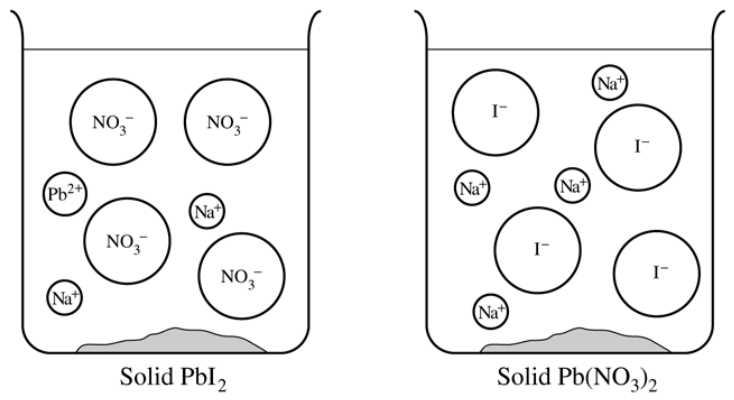 NO₃⁻
NO₃⁻
Pb²⁺
Na⁺
NO₃⁻
NO₃⁻
Na⁺
Solid PbI₂
Na⁺
I⁻
I⁻
Na⁺
Na⁺
I⁻
I⁻
Na⁺
Solid Pb(NO₃)₂